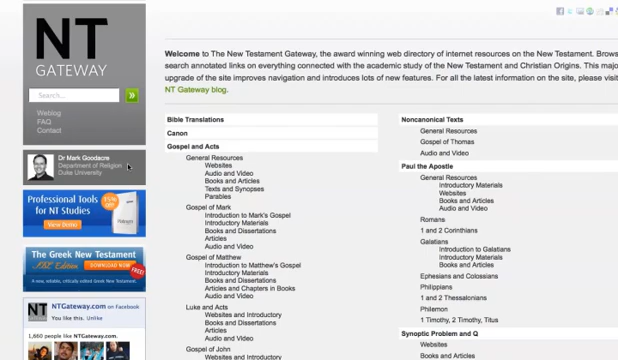 NT
GATEWAY
Search...
Weblog
FAQ
Contact
Dr Mark Goodacre
Department of Religion
Duke University
Professional Tools
for NT Studies
15%
OFF
View Demo
The Greek New Testament
SBL Edition
DOWNLOAD NOW
FREE!
A new, reliable, critically edited Greek New Testament.
NT
NTGateway.com on Facebook
You like this. Unlike
1,660 people like NTGateway.com.
Welcome to The New Testament Gateway, the award winning web directory of internet resources on the New Testament. Brows
search annotated links on everything connected with the academic study of the New Testament and Christian Origins. This maj
upgrade of the site improves navigation and introduces lots of new features. For all the latest information on the site, please visit
NT Gateway blog.
Bible Translations
Canon
Gospel and Acts
General Resources
Websites
Audio and Video
Books and Articles
Texts and Synopses
Parables
Gospel of Mark
Introduction to Mark's Gospel
Introductory Materials
Books and Dissertations
Articles
Audio and Video
Gospel of Matthew
Introduction to Matthew's Gospel
Introductory Materials
Books and Dissertations
Articles and Chapters in Books
Audio and Video
Luke and Acts
Websites and Introductory
Books and Dissertations
Articles
Audio and Video
Gospel of John
Websites and Introductory
Noncanonical Texts
General Resources
Gospel of Thomas
Audio and Video
Paul the Apostle
General Resources
Introductory Materials
Websites
Books and Articles
Audio and Video
Romans
1 and 2 Corinthians
Galatians
Introduction to Galatians
Introductory Materials
Books and Articles
Ephesians and Colossians
Philippians
1 and 2 Thessalonians
Philemon
1 Timothy, 2 Timothy, Titus
Synoptic Problem and Q
Websites
Books and Articles